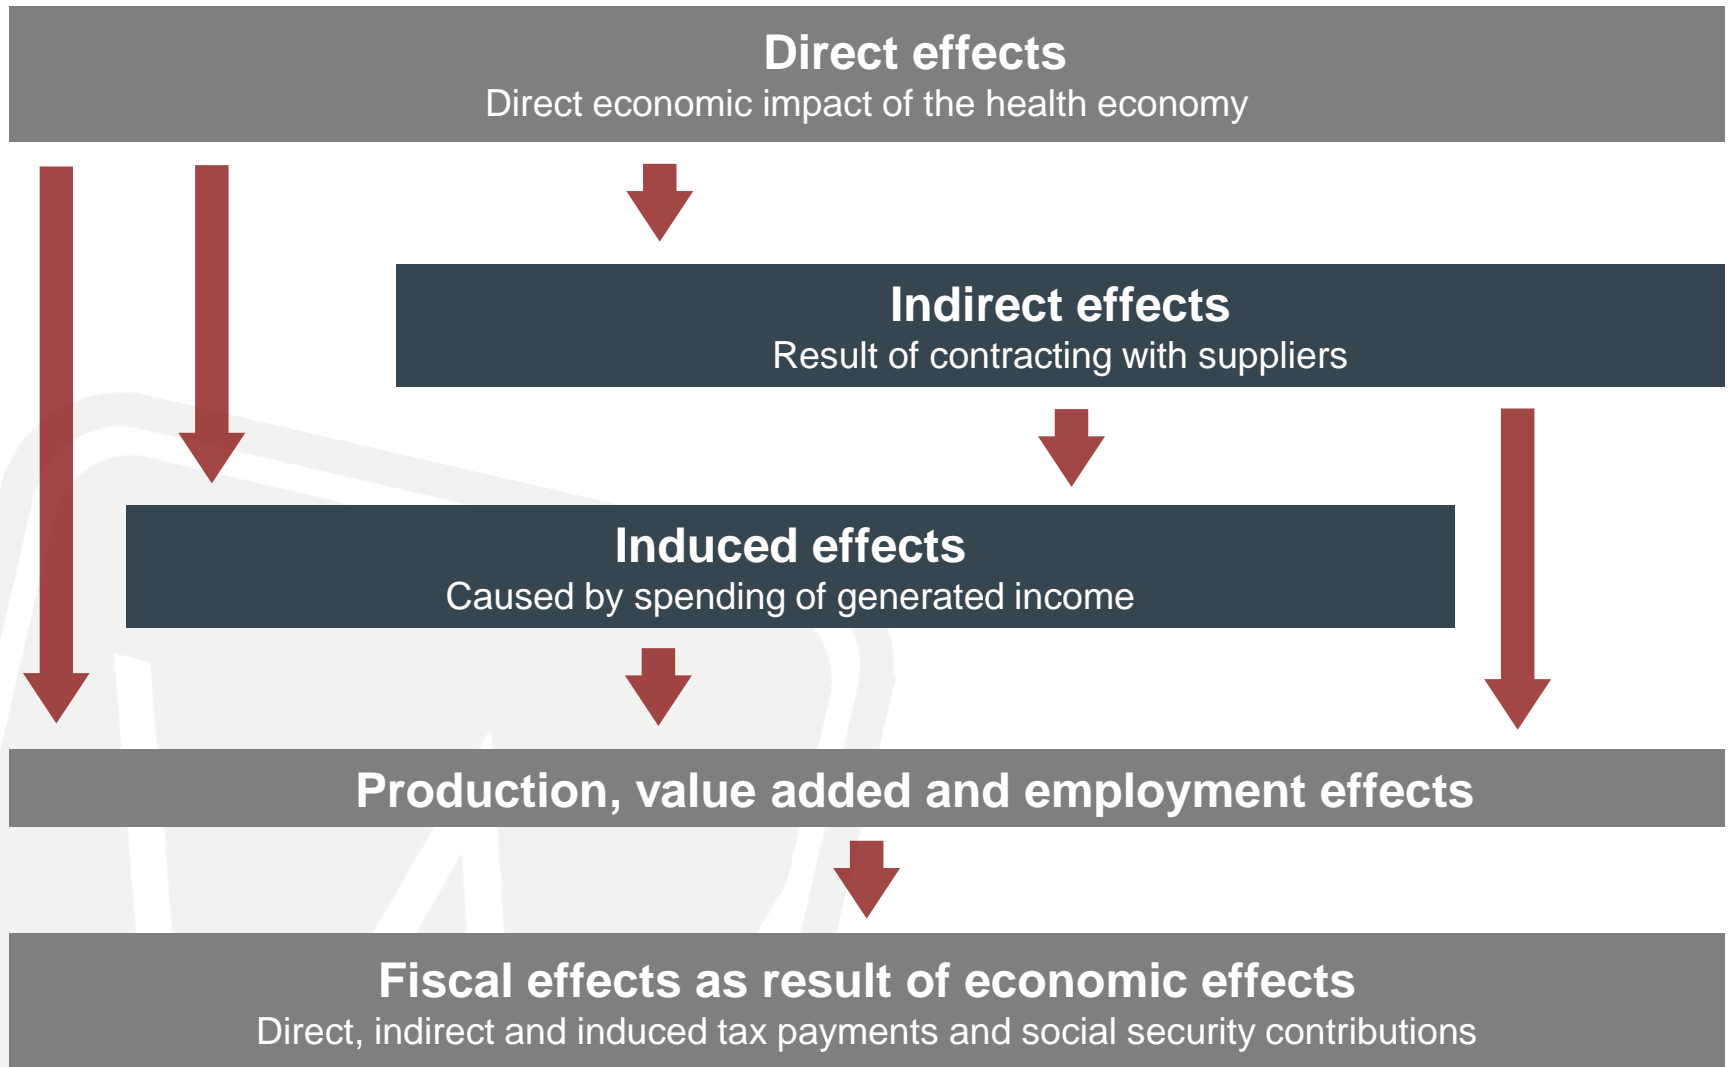 Direct effects
Direct economic impact of the health economy
Indirect effects
Result of contracting with suppliers
Induced effects
Caused by spending of generated income
Production, value added and employment effects
Fiscal effects as result of economic effects
Direct, indirect and induced tax payments and social security contributions